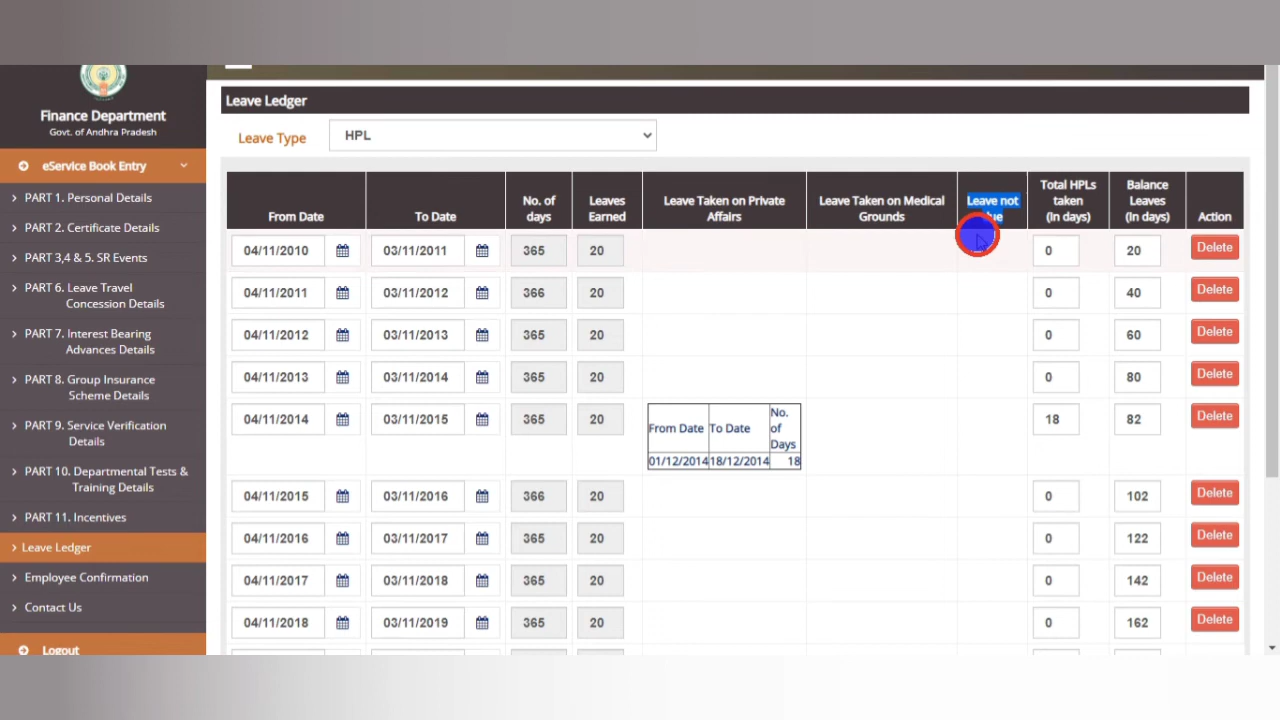 Finance Department
Govt. of Andhra Pradesh
eService Book Entry
PART 1. Personal Details
PART 2. Certificate Details
PART 3,4 & 5. SR Events
PART 6. Leave Travel
Concession Details
PART 7. Interest Bearing
Advances Details
PART 8. Group Insurance
Scheme Details
PART 9. Service Verification
Details
PART 10. Departmental Tests &
Training Details
PART 11. Incentives
Leave Ledger
Employee Confirmation
Contact Us
Logout
Leave Ledger
Leave Type HPL
From Date To Date No. of days Leaves Earned Leave Taken on Private Affairs Leave Taken on Medical Grounds Leave not Total HPLs taken (In days) Balance Leaves (In days) Action
04/11/2010 03/11/2011 365 20 0 20 Delete
04/11/2011 03/11/2012 366 20 0 40 Delete
04/11/2012 03/11/2013 365 20 0 60 Delete
04/11/2013 03/11/2014 365 20 0 80 Delete
04/11/2014 03/11/2015 365 20 18 82 Delete
From Date To Date No. of Days
01/12/2014 18/12/2014 18
04/11/2015 03/11/2016 366 20 0 102 Delete
04/11/2016 03/11/2017 365 20 0 122 Delete
04/11/2017 03/11/2018 365 20 0 142 Delete
04/11/2018 03/11/2019 365 20 0 162 Delete